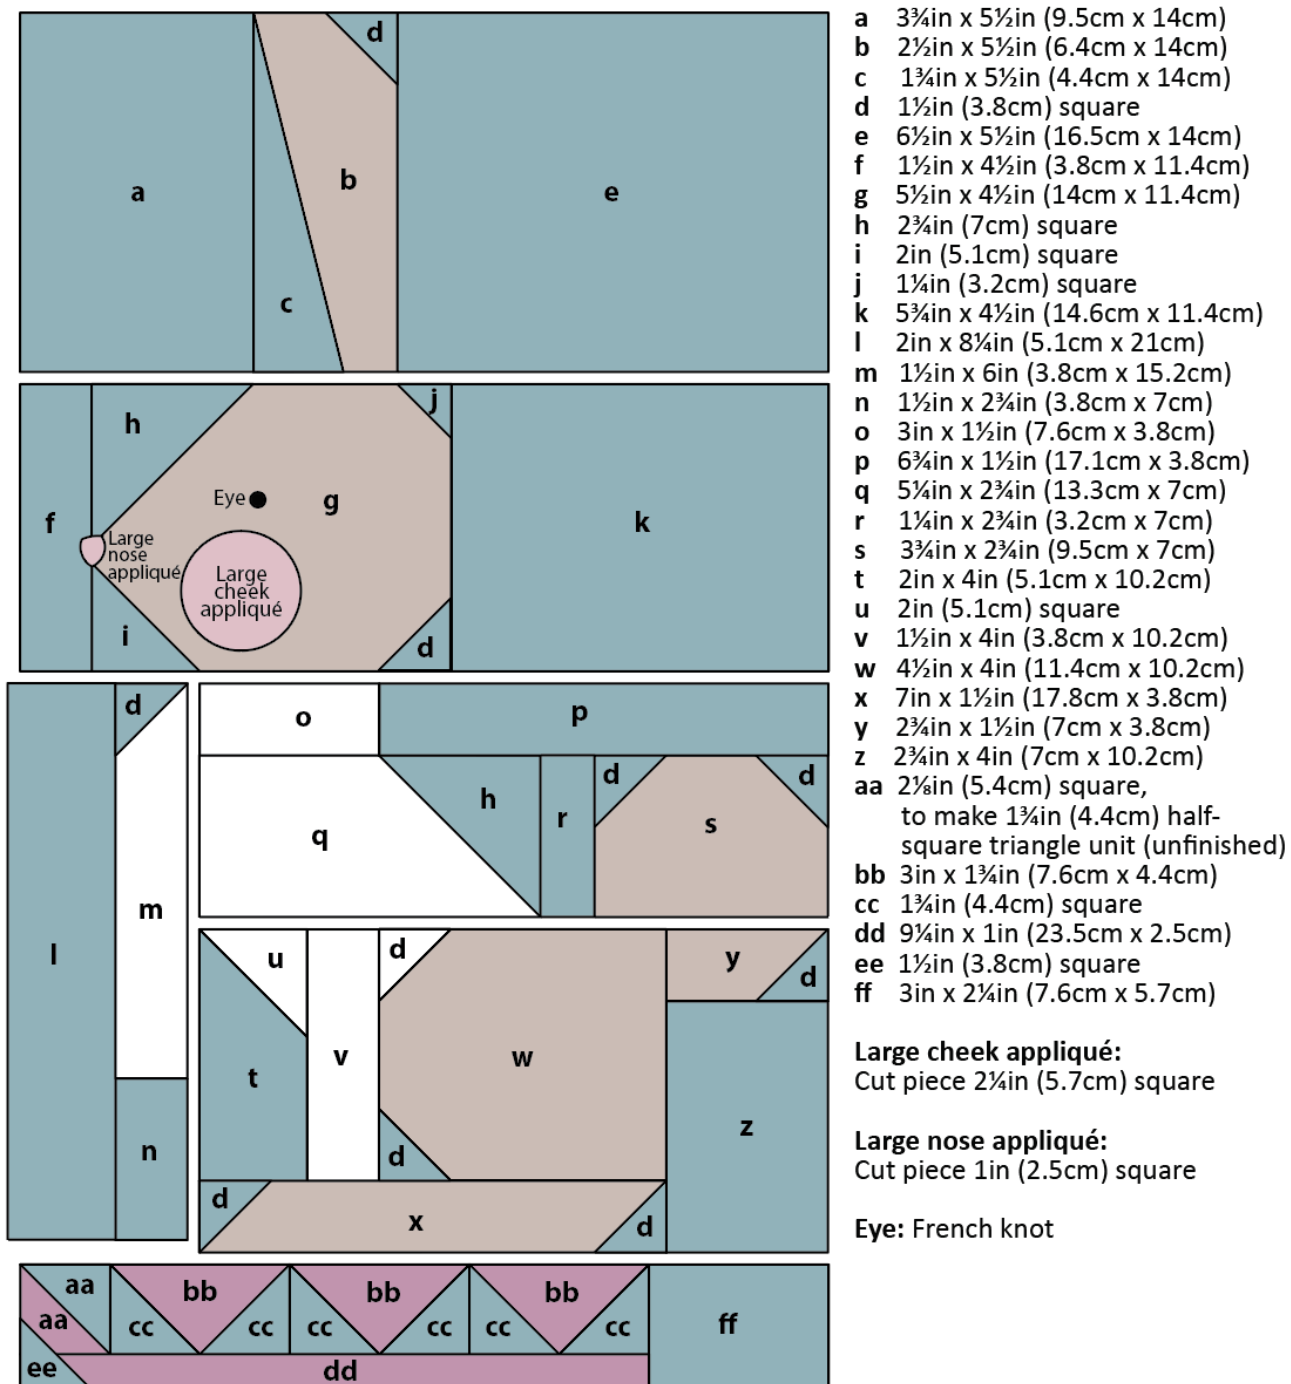 a 3¾in x 5½in (9.5cm x 14cm)
b 2½in x 5½in (6.4cm x 14cm)
c 1¾in x 5½in (4.4cm x 14cm)
d 1½in (3.8cm) square
e 6½in x 5½in (16.5cm x 14cm)
f 1½in x 4½in (3.8cm x 11.4cm)
g 5½in x 4½in (14cm x 11.4cm)
h 2¾in (7cm) square
i 2in (5.1cm) square
j 1¼in (3.2cm) square
k 5¾in x 4½in (14.6cm x 11.4cm)
l 2in x 8¼in (5.1cm x 21cm)
m 1½in x 6in (3.8cm x 15.2cm)
n 1½in x 2¾in (3.8cm x 7cm)
o 3in x 1½in (7.6cm x 3.8cm)
p 6¾in x 1½in (17.1cm x 3.8cm)
q 5¼in x 2¾in (13.3cm x 7cm)
r 1¼in x 2¾in (3.2cm x 7cm)
s 3¾in x 2¾in (9.5cm x 7cm)
t 2in x 4in (5.1cm x 10.2cm)
u 2in (5.1cm) square
v 1½in x 4in (3.8cm x 10.2cm)
w 4½in x 4in (11.4cm x 10.2cm)
x 7in x 1½in (17.8cm x 3.8cm)
y 2¾in x 1½in (7cm x 3.8cm)
z 2¾in x 4in (7cm x 10.2cm)
aa 2⅛in (5.4cm) square,
to make 1¾in (4.4cm) half-
square triangle unit (unfinished)
bb 3in x 1¾in (7.6cm x 4.4cm)
cc 1¾in (4.4cm) square
dd 9¼in x 1in (23.5cm x 2.5cm)
ee 1½in (3.8cm) square
ff 3in x 2¼in (7.6cm x 5.7cm)
Large cheek appliqué:
Cut piece 2¼in (5.7cm) square
Large nose appliqué:
Cut piece 1in (2.5cm) square
Eye: French knot
d
a
b
e
c
h
j
Eye
g
f
k
Large
nose
appliqué
Large
cheek
appliqué
i
d
d
o
p
h
r
d
d
s
q
m
l
n
u
d
y
d
v
w
t
z
d
d
x
d
aa
bb
bb
bb
aa
cc
cc
cc
cc
cc
cc
ff
ee
dd